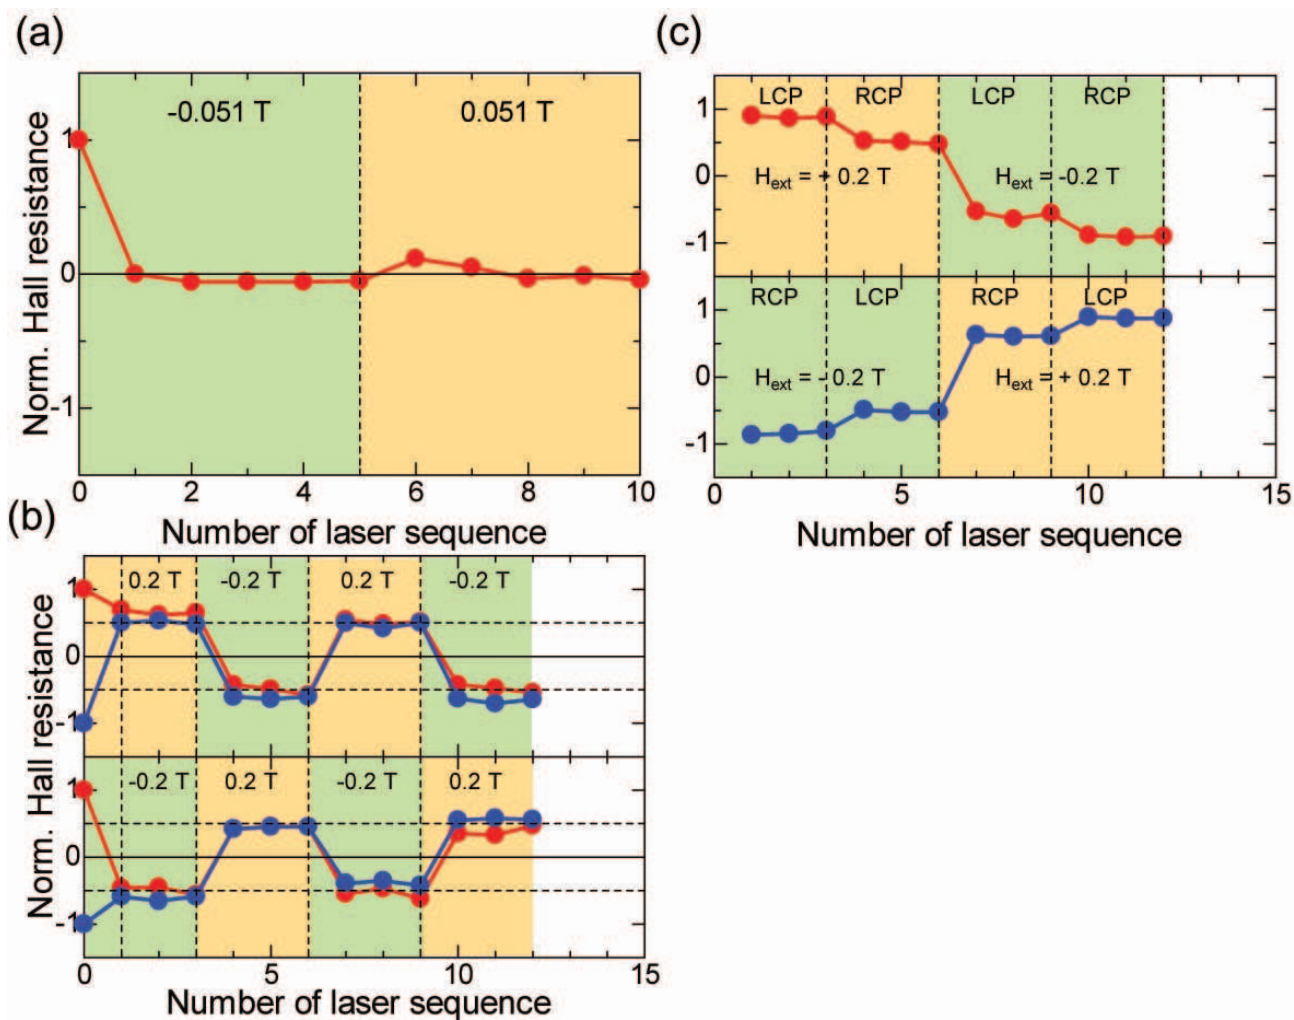 (a)
-0.051 T
0.051 T
1
0
-1
Norm. Hall resistance
0 2 4 6 8 10
Number of laser sequence
(b)
0.2 T -0.2 T 0.2 T -0.2 T
1
0
-1
-0.2 T 0.2 T -0.2 T 0.2 T
1
0
-1
Norm. Hall resistance
0 5 10 15
Number of laser sequence
(c)
LCP RCP LCP RCP
1
0
-1
Hext = + 0.2 T
Hext = -0.2 T
RCP LCP RCP LCP
1
0
-1
Hext = - 0.2 T
Hext = + 0.2 T
0 5 10 15
Number of laser sequence